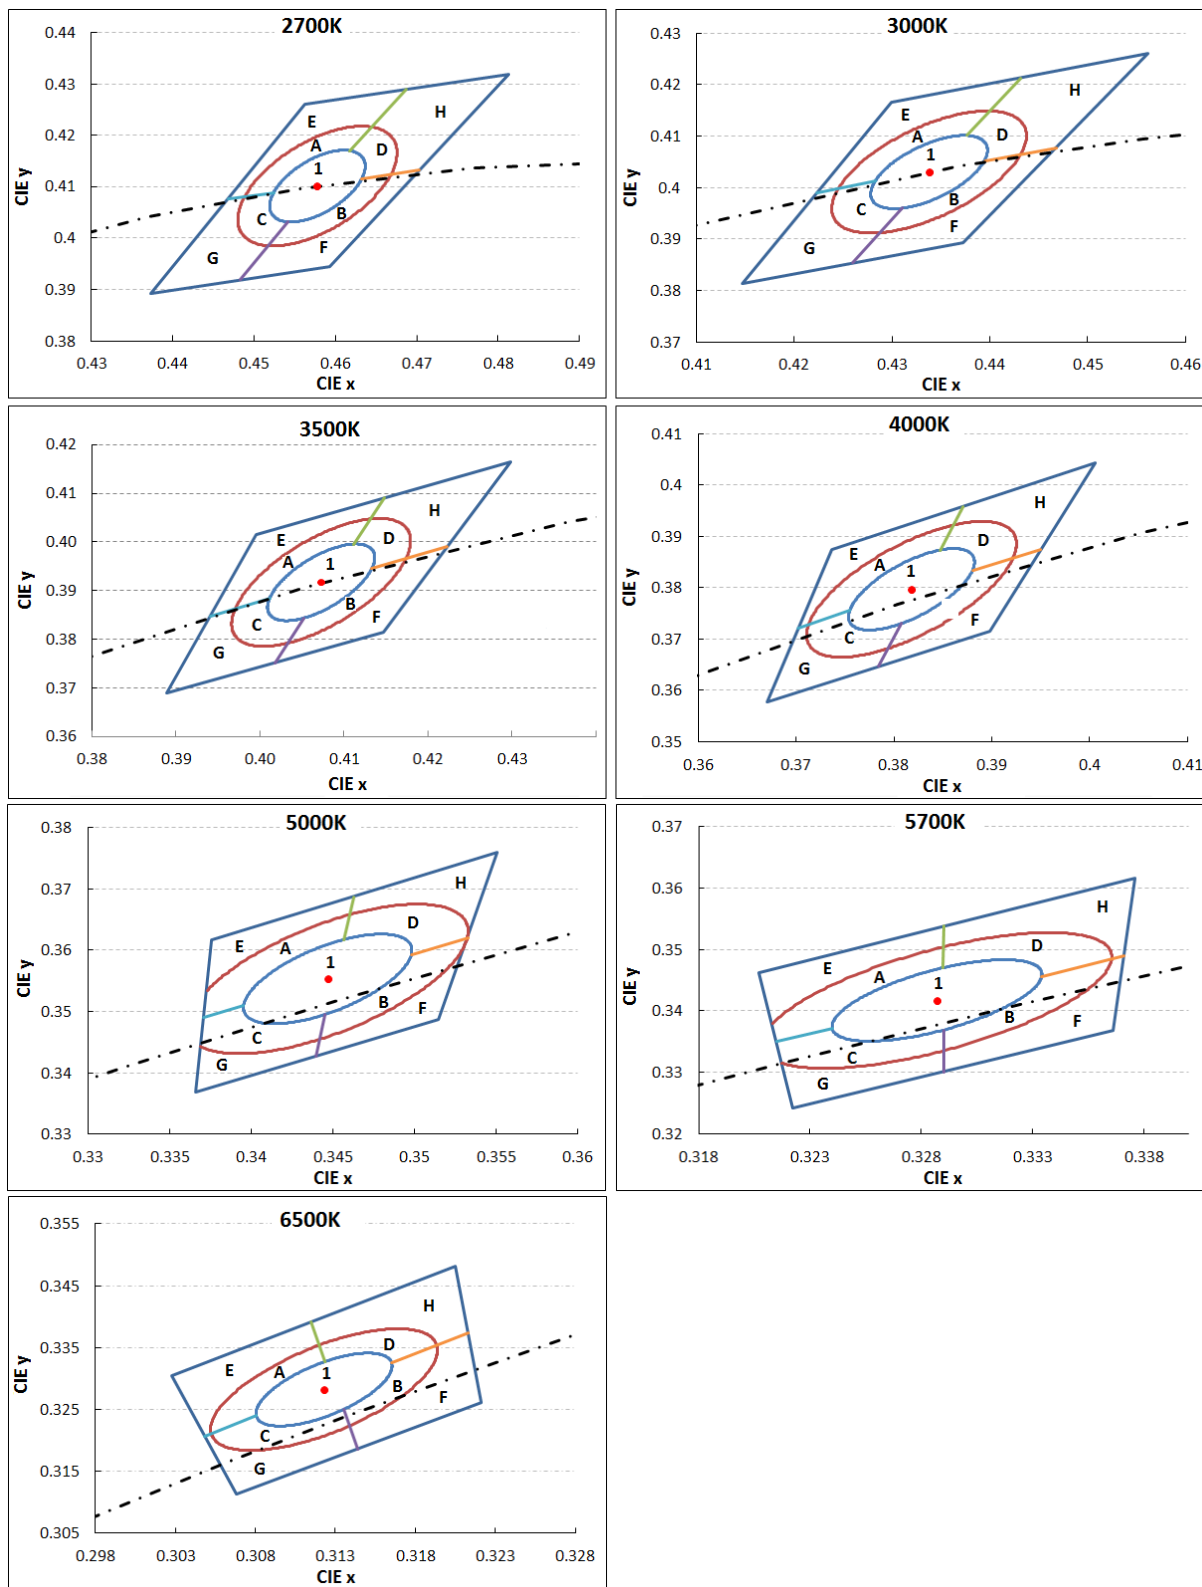 2700K
0.44
0.43
0.42
0.41
0.4
0.39
0.38
CIE y
E
A
1
D
H
C
B
G
F
0.43 0.44 0.45 0.46 0.47 0.48 0.49
CIE x
3000K
0.43
0.42
0.41
0.4
0.39
0.38
0.37
CIE y
E
A
1
D
H
C
B
G
F
0.41 0.42 0.43 0.44 0.45 0.46
CIE x
3500K
0.42
0.41
0.40
0.39
0.38
0.37
0.36
CIE y
E
A
1
D
H
C
B
G
F
0.38 0.39 0.40 0.41 0.42 0.43
CIE x
4000K
0.41
0.4
0.39
0.38
0.37
0.36
0.35
CIE y
E
A
1
D
H
C
G
F
0.36 0.37 0.38 0.39 0.4 0.41
CIE x
5000K
0.38
0.37
0.36
0.35
0.34
0.33
CIE y
E
A
1
D
H
C
B
G
F
0.33 0.335 0.34 0.345 0.35 0.355 0.36
CIE x
5700K
0.37
0.36
0.35
0.34
0.33
0.32
CIE y
E
A
1
D
H
C
B
G
F
0.318 0.323 0.328 0.333 0.338
CIE x
6500K
0.355
0.345
0.335
0.325
0.315
0.305
CIE y
E
A
1
D
H
C
B
G
F
0.298 0.303 0.308 0.313 0.318 0.323 0.328
CIE x